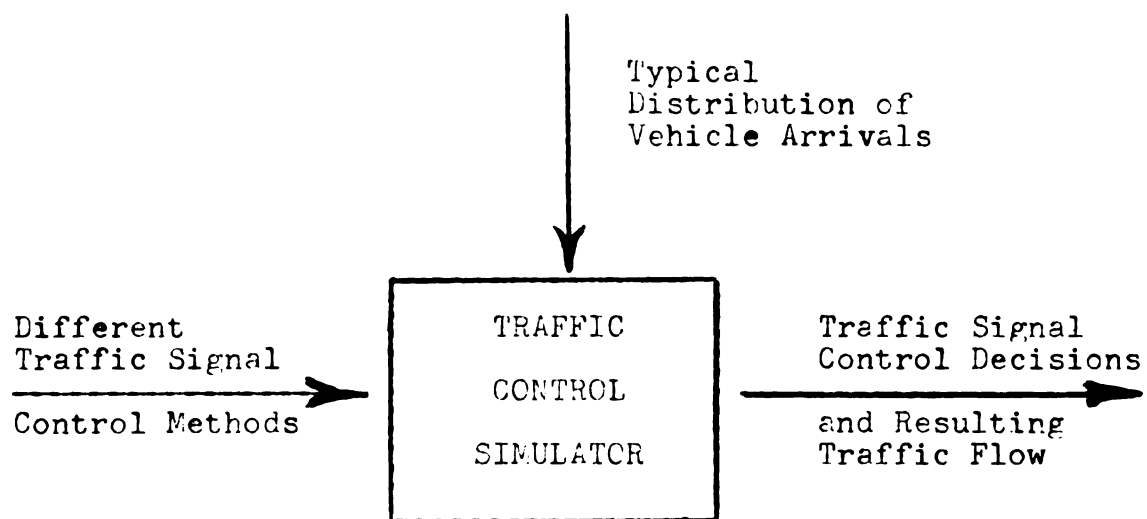 Typical
Distribution of
Vehicle Arrivals
Different
Traffic Signal
Control Methods
TRAFFIC
CONTROL
SIMULATOR
Traffic Signal
Control Decisions
and Resulting
Traffic Flow